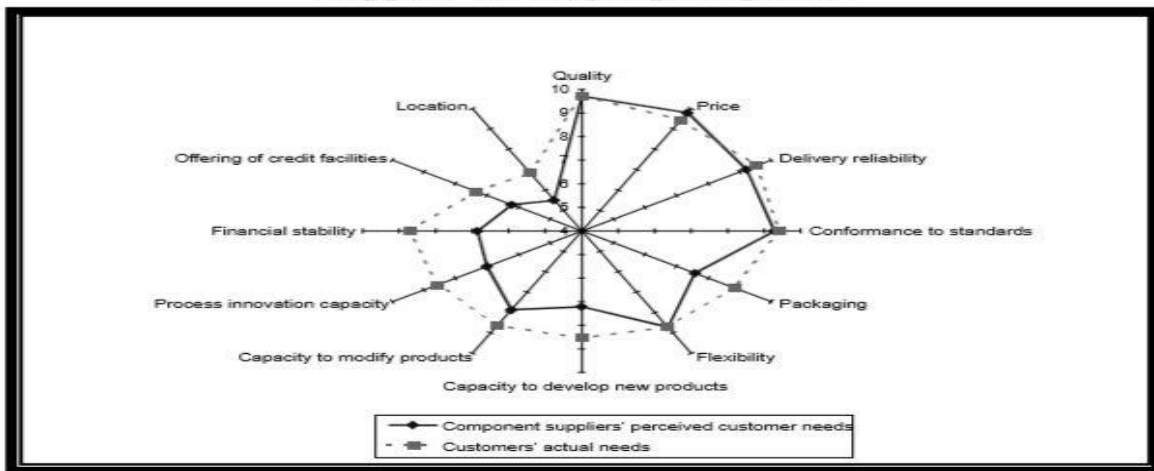 Quality
10
Location
9
Price
8
Offering of credit facilities
Delivery reliability
6
5
Financial stability
4
Conformance to standards
Process innovation capacity
Packaging
Capacity to modify products
Flexibility
Capacity to develop new products
Component suppliers' perceived customer needs
Customers' actual needs